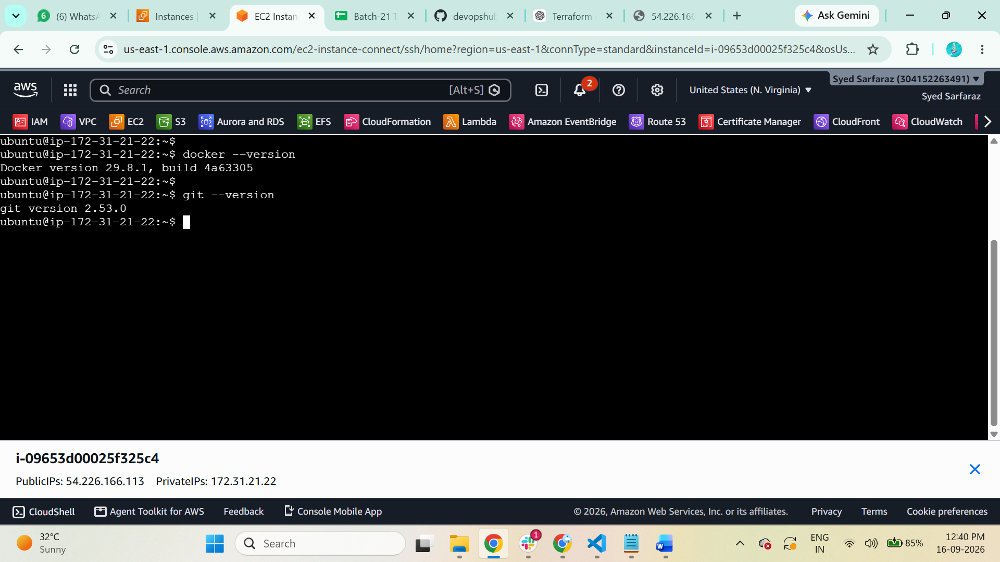 6 (6) WhatsA
Instances |
EC2 Instan
Batch-21 T
devopshub
Terraform
54.226.166
Ask Gemini
us-east-1.console.aws.amazon.com/ec2-instance-connect/ssh/home?region=us-east-1&connType=standard&instanceId=i-09653d00025f325c4&osUs...
aws
Search [Alt+S]
2
United States (N. Virginia) ▼
Syed Sarfaraz (304152263491) ▼
Syed Sarfaraz
IAM VPC EC2 S3 Aurora and RDS EFS CloudFormation Lambda Amazon EventBridge Route 53 Certificate Manager CloudFront CloudWatch
ubuntu@ip-172-31-21-22:~$
ubuntu@ip-172-31-21-22:~$ docker --version
Docker version 29.8.1, build 4a63305
ubuntu@ip-172-31-21-22:~$
ubuntu@ip-172-31-21-22:~$ git --version
git version 2.53.0
ubuntu@ip-172-31-21-22:~$
i-09653d00025f325c4
PublicIPs: 54.226.166.113 PrivateIPs: 172.31.21.22
CloudShell Agent Toolkit for AWS Feedback Console Mobile App © 2026, Amazon Web Services, Inc. or its affiliates. Privacy Terms Cookie preferences
32°C
Sunny
Search
1
W
ENG
IN
85%
12:40 PM
16-09-2026